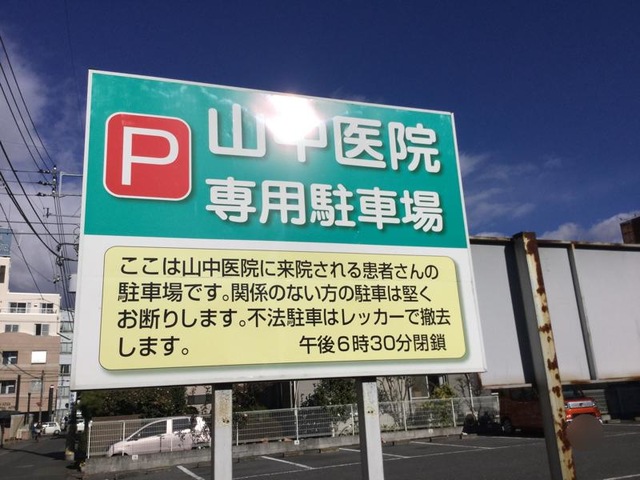 P
山中医院
専用駐車場
ここは山中医院に来院される患者さんの
駐車場です。関係のない方の駐車は堅く
お断りします。不法駐車はレッカーで撤去
します。 午後6時30分閉鎖